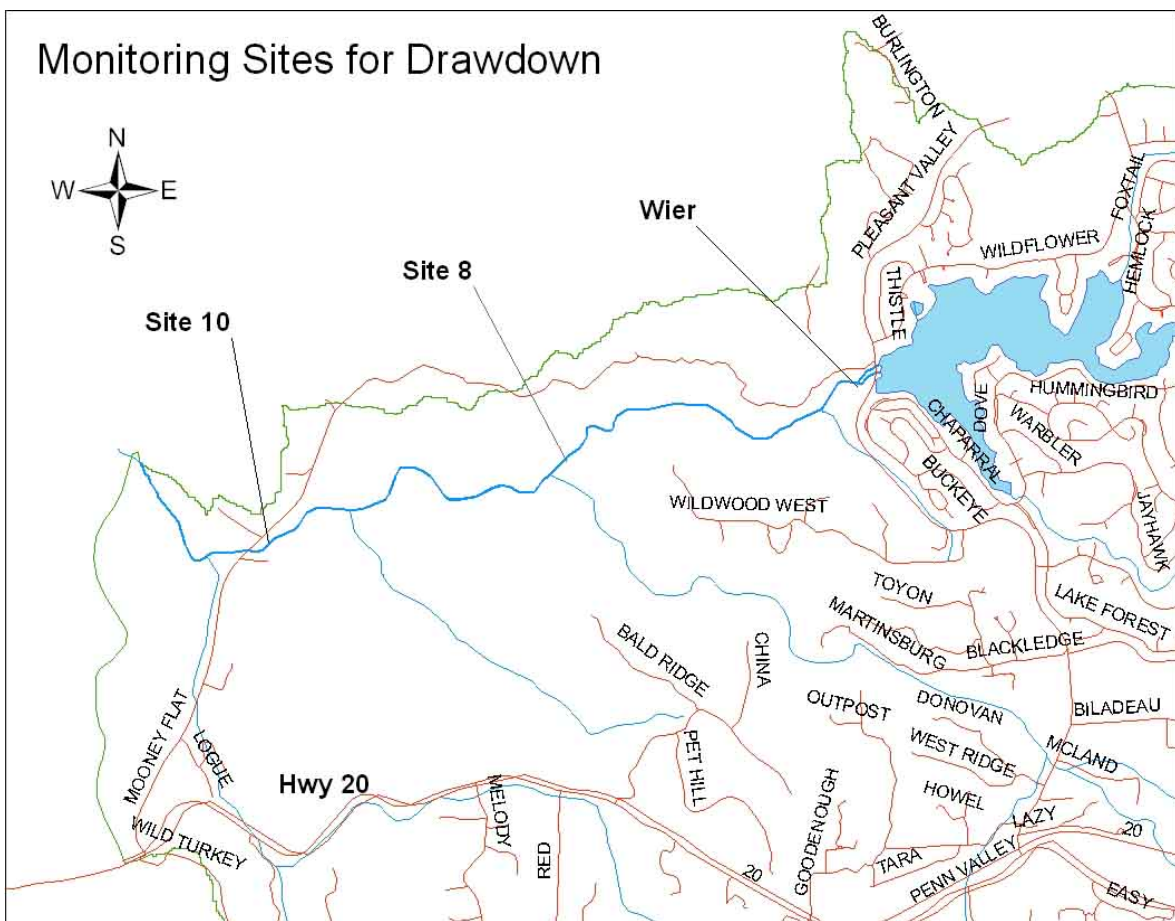 Monitoring Sites for Drawdown
BURLINGTON
N
W E
S
PLEASANT VALLEY
FOXTAIL
HEMLOCK
Wier
WILDFLOWER
Site 8
THISTLE
Site 10
DOVE
HUMMINGBIRD
CHAPARRAL
WARBLER
BUCKEYE
JAYHAWK
WILDWOOD WEST
TOYON
LAKE FOREST
MARTINSBURG
BLACKLEDGE
BALD RIDGE
CHINA
OUTPOST
DONOVAN
BILADEAU
MOONEY FLAT
LOGUE
PET HILL
WEST RIDGE
MCLAND
Hwy 20
MELODY
HOWEL
LAZY
20
WILD TURKEY
RED
GOODENOUGH
TARA
PENN VALLEY
20
EASY